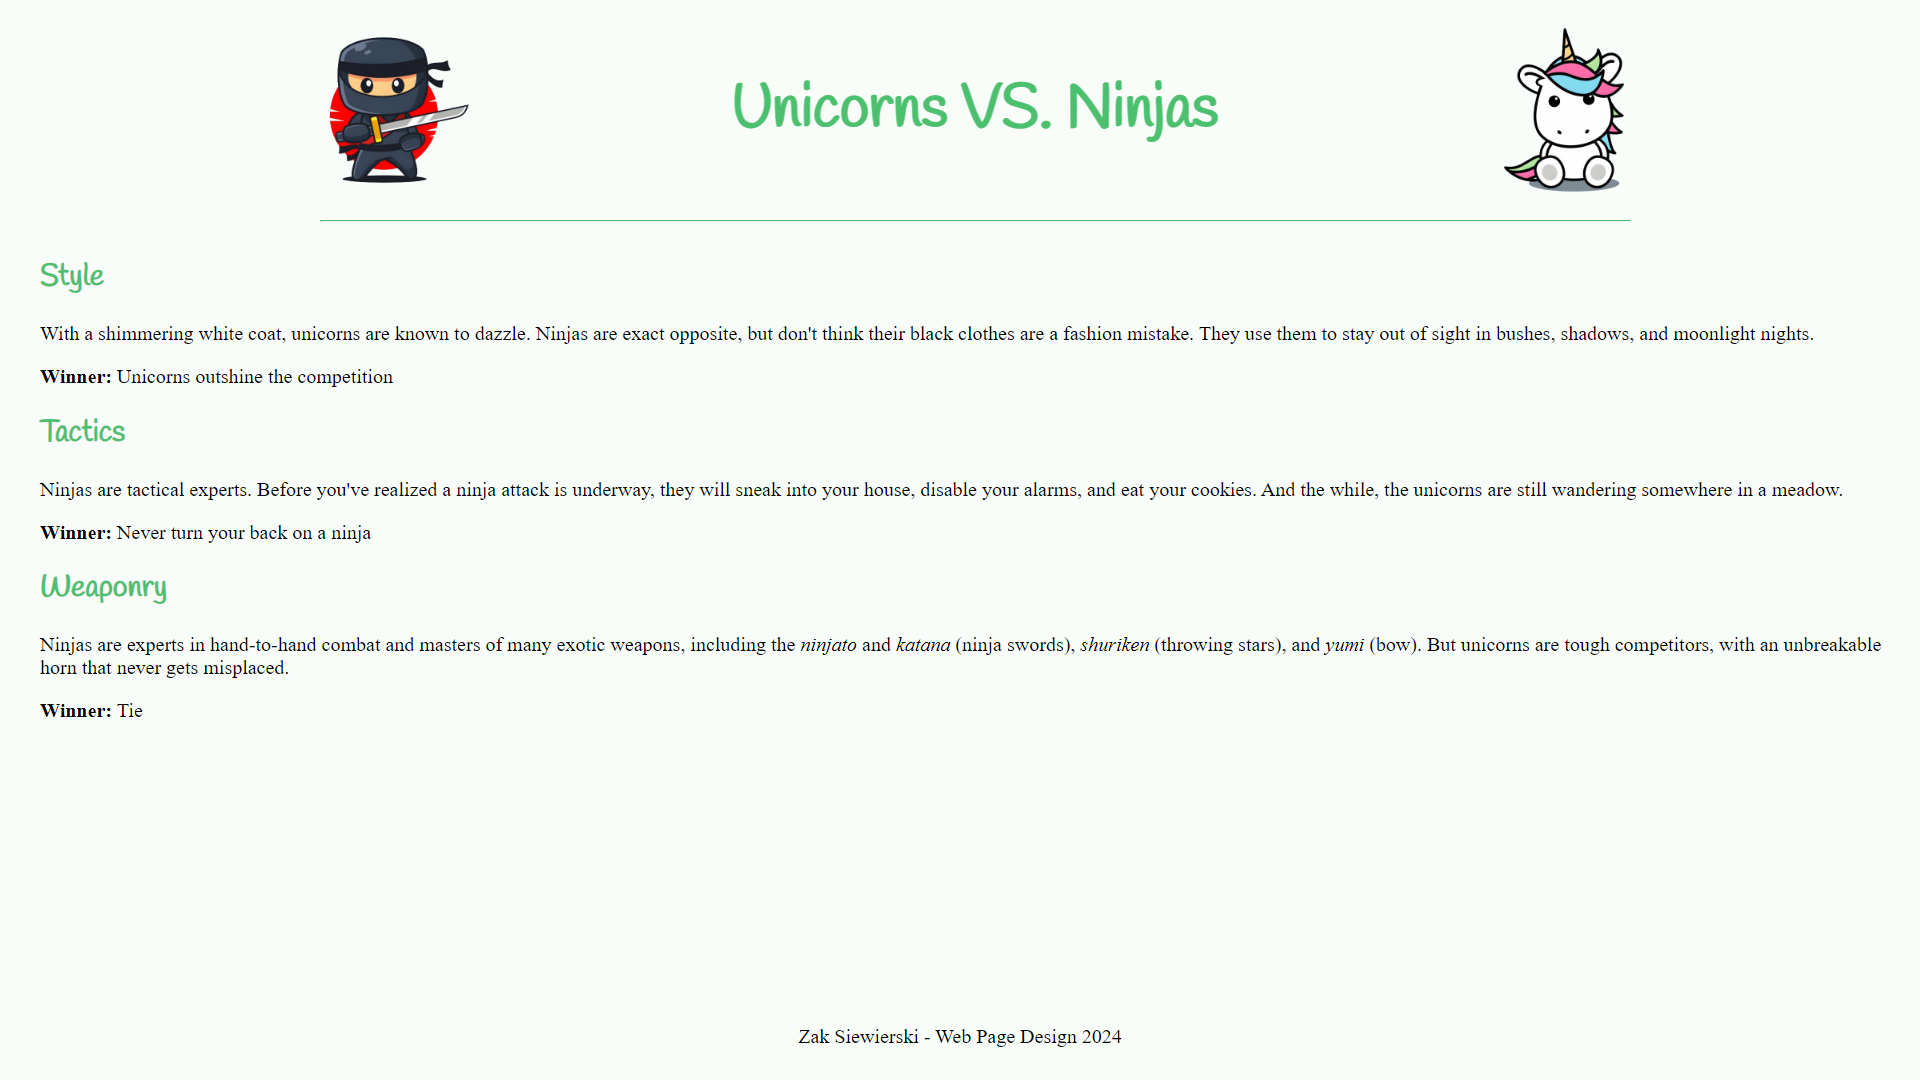 Unicorns VS. Ninjas
Style
With a shimmering white coat, unicorns are known to dazzle. Ninjas are exact opposite, but don't think their black clothes are a fashion mistake. They use them to stay out of sight in bushes, shadows, and moonlight nights.
Winner: Unicorns outshine the competition
Tactics
Ninjas are tactical experts. Before you've realized a ninja attack is underway, they will sneak into your house, disable your alarms, and eat your cookies. And the while, the unicorns are still wandering somewhere in a meadow.
Winner: Never turn your back on a ninja
Weaponry
Ninjas are experts in hand-to-hand combat and masters of many exotic weapons, including the ninjato and katana (ninja swords), shuriken (throwing stars), and yumi (bow). But unicorns are tough competitors, with an unbreakable
horn that never gets misplaced.
Winner: Tie
Zak Siewierski - Web Page Design 2024